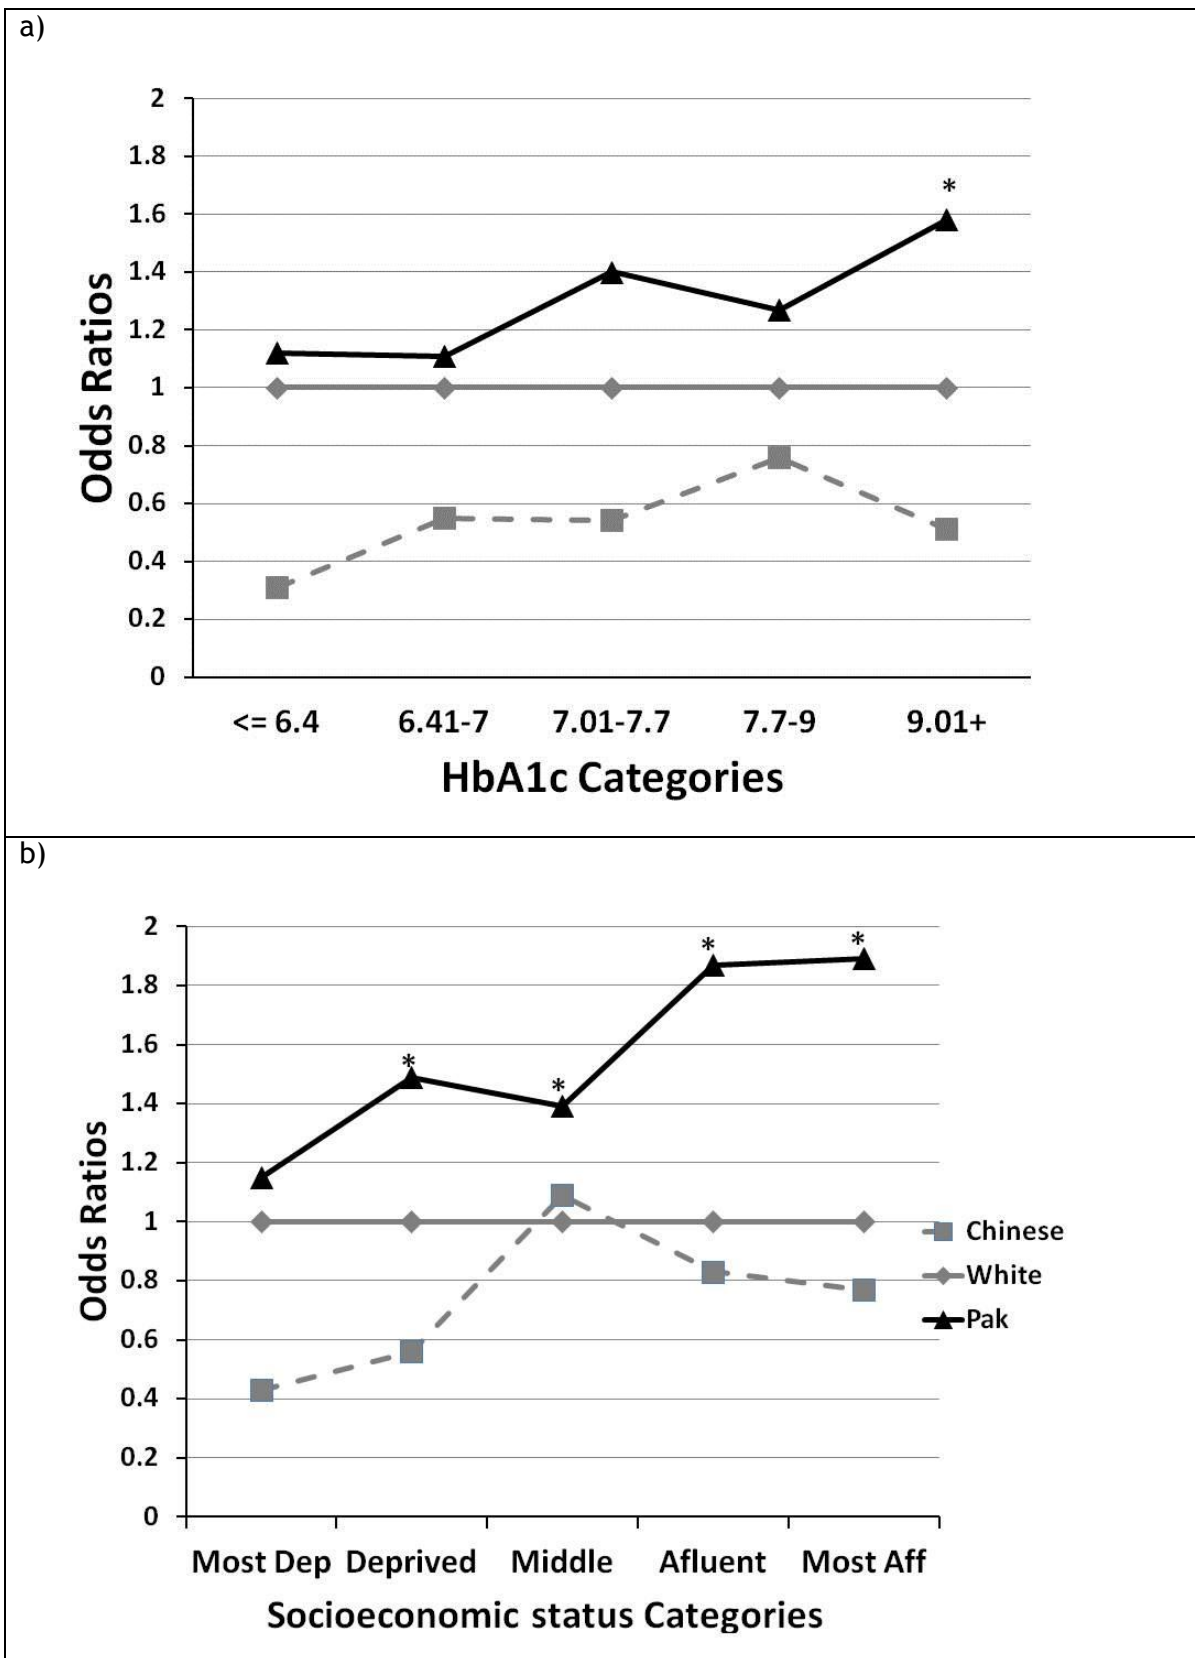 a)
2
1.8
*
1.6
1.4
1.2
1
0.8
0.6
0.4
0.2
0
Odds Ratios
<= 6.4 6.41-7 7.01-7.7 7.7-9 9.01+
HbA1c Categories
b)
2
* *
1.8
1.6
* *
1.4
1.2
1
0.8
0.6
0.4
0.2
0
Odds Ratios
Chinese
White
Pak
Most Dep Deprived Middle Afluent Most Aff
Socioeconomic status Categories